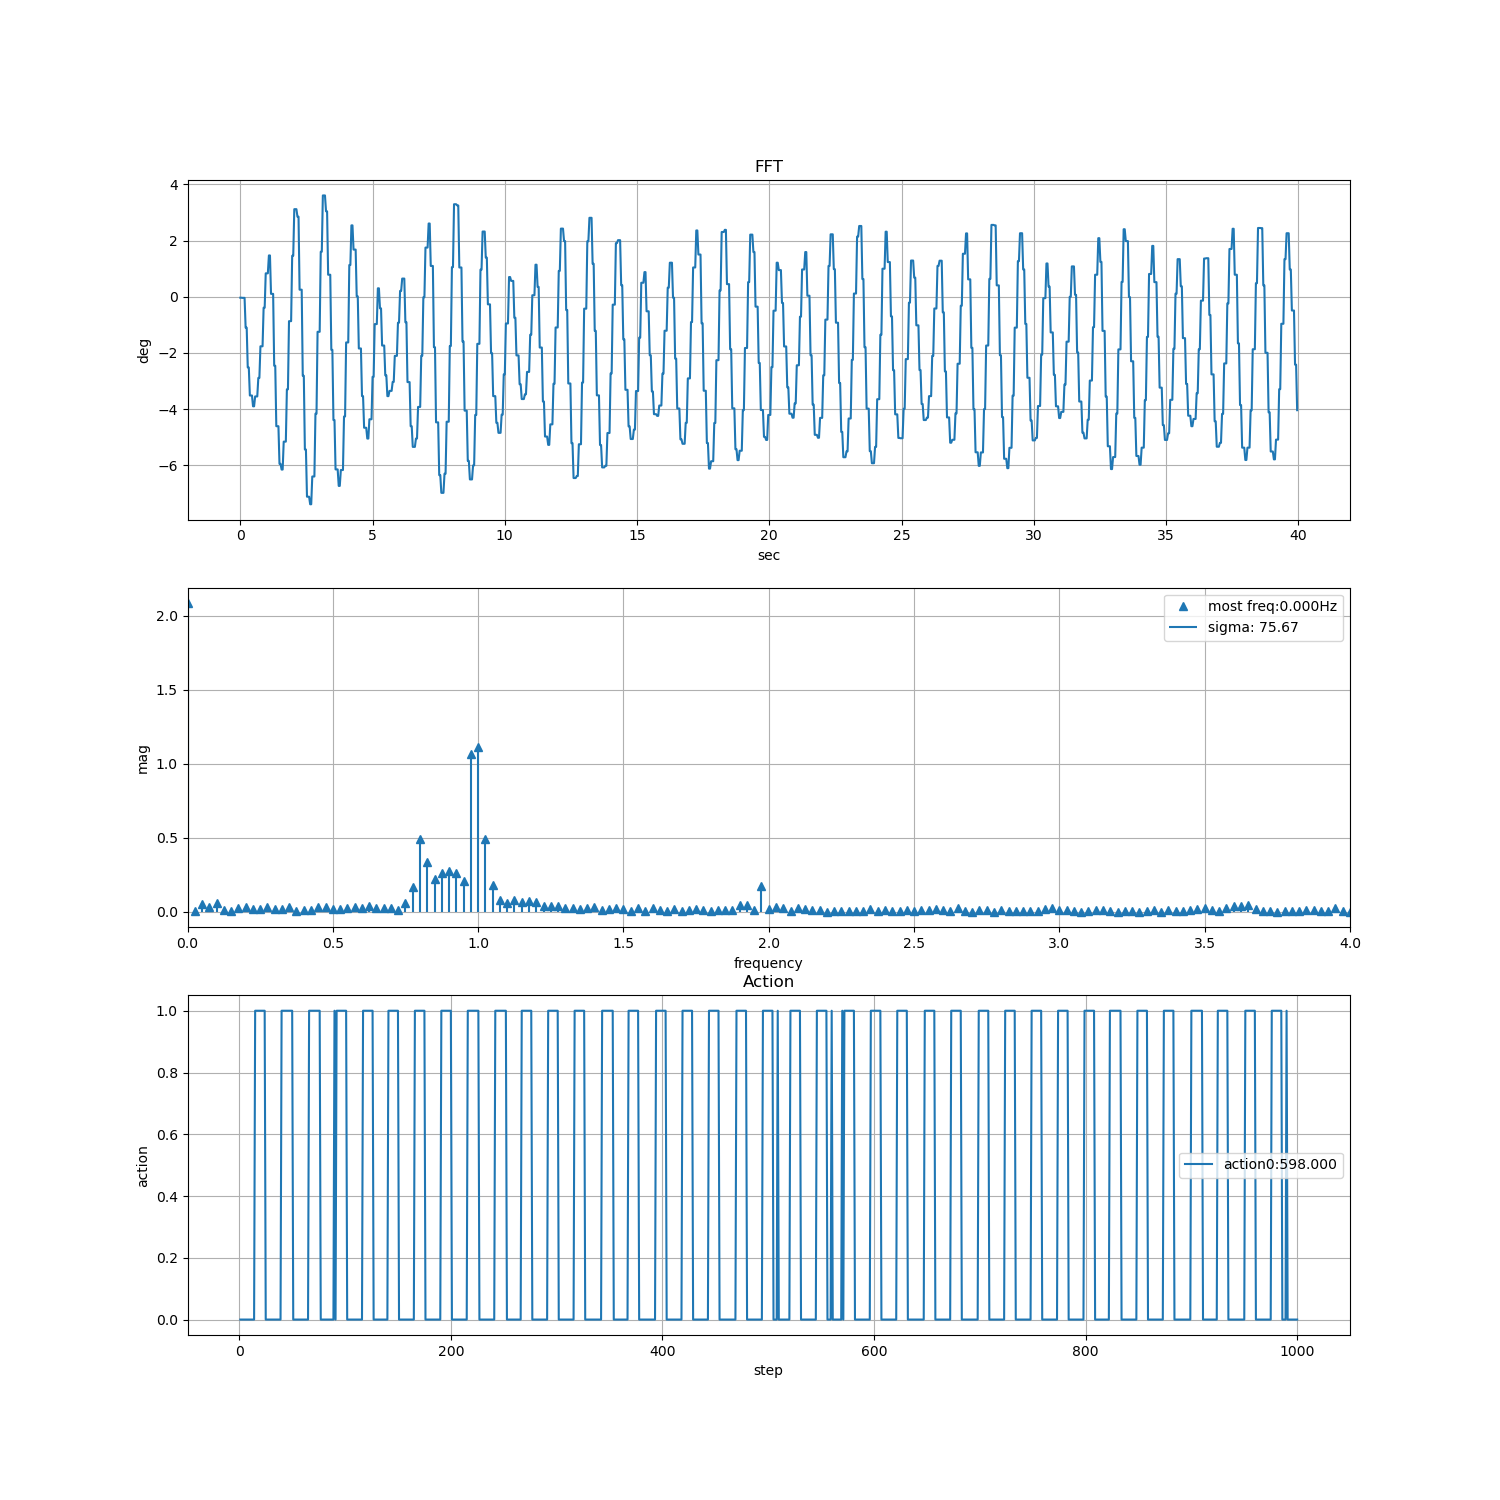 FFT
4
2
0
−2
−4
−6
deg
0 5 10 15 20 25 30 35 40
sec
2.0
1.5
1.0
0.5
0.0
mag
most freq:0.000Hz
sigma: 75.67
0.0 0.5 1.0 1.5 2.0 2.5 3.0 3.5 4.0
frequency
Action
1.0
0.8
0.6
0.4
0.2
0.0
action
action0:598.000
0 200 400 600 800 1000
step